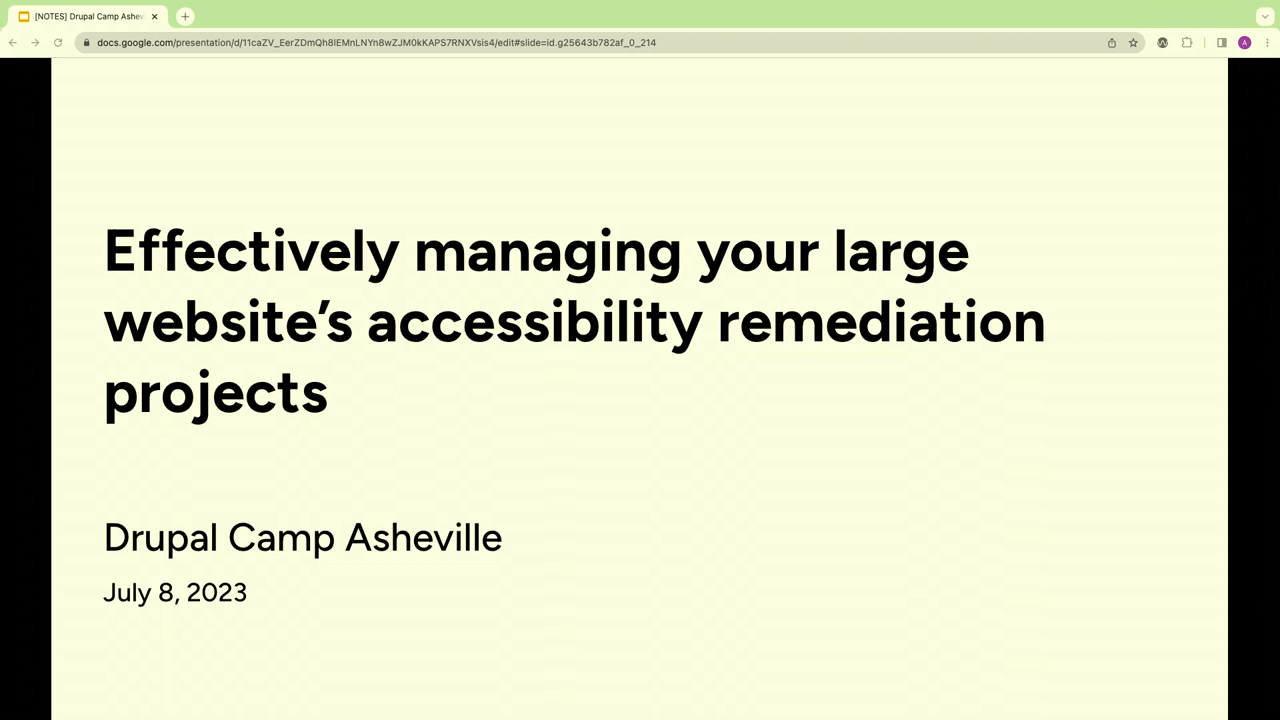 [NOTES] Drupal Camp Ashev
docs.google.com/presentation/d/11caZV_EerZDmQh8lEMnLNYn8wZJM0kKAPS7RNXVsis4/edit#slide=id.g25643b782af_0_214
A
Effectively managing your large
website’s accessibility remediation
projects
Drupal Camp Asheville
July 8, 2023